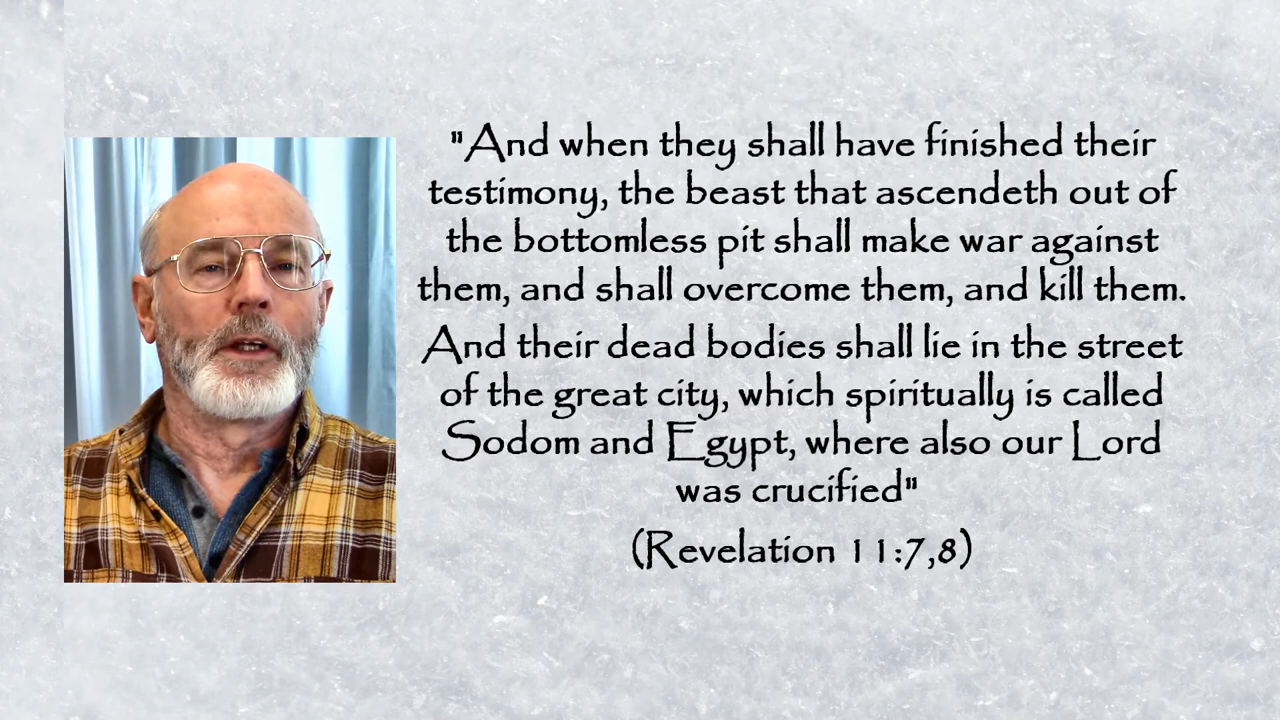 "And when they shall have finished their
testimony, the beast that ascendeth out of
the bottomless pit shall make war against
them, and shall overcome them, and kill them.
And their dead bodies shall lie in the street
of the great city, which spiritually is called
Sodom and Egypt, where also our Lord
was crucified"
(Revelation 11:7,8)